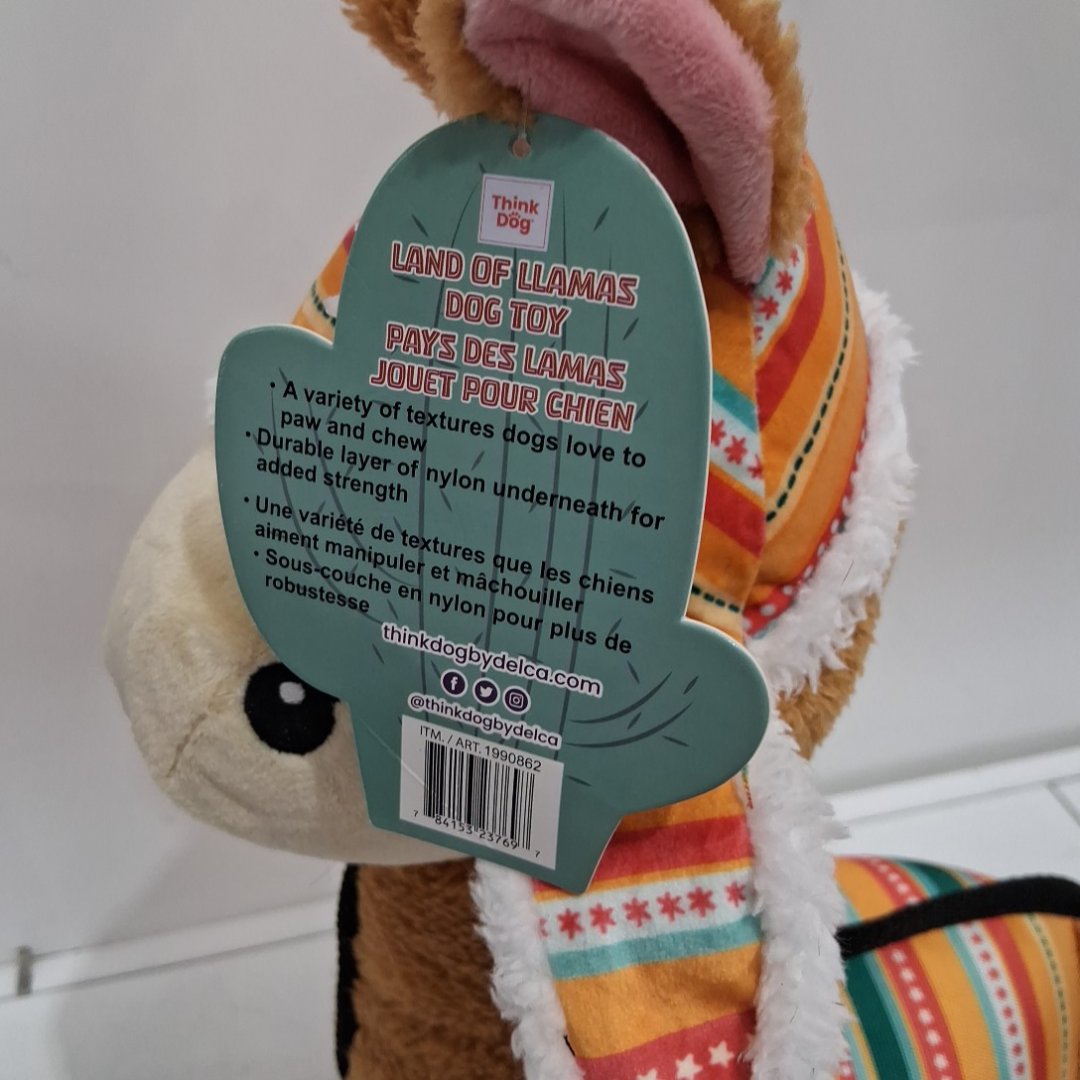 Think
Dog
LAND OF LLAMAS
DOG TOY
PAYS DES LAMAS
JOUET POUR CHIEN
• A variety of textures dogs love to
paw and chew
• Durable layer of nylon underneath for
added strength
• Une variété de textures que les chiens
aiment manipuler et mâchouiller
• Sous-couche en nylon pour plus de
robustesse
thinkdogbydelca.com
@thinkdogbydelca
ITM. / ART. 1990862
7 84153 23769 7